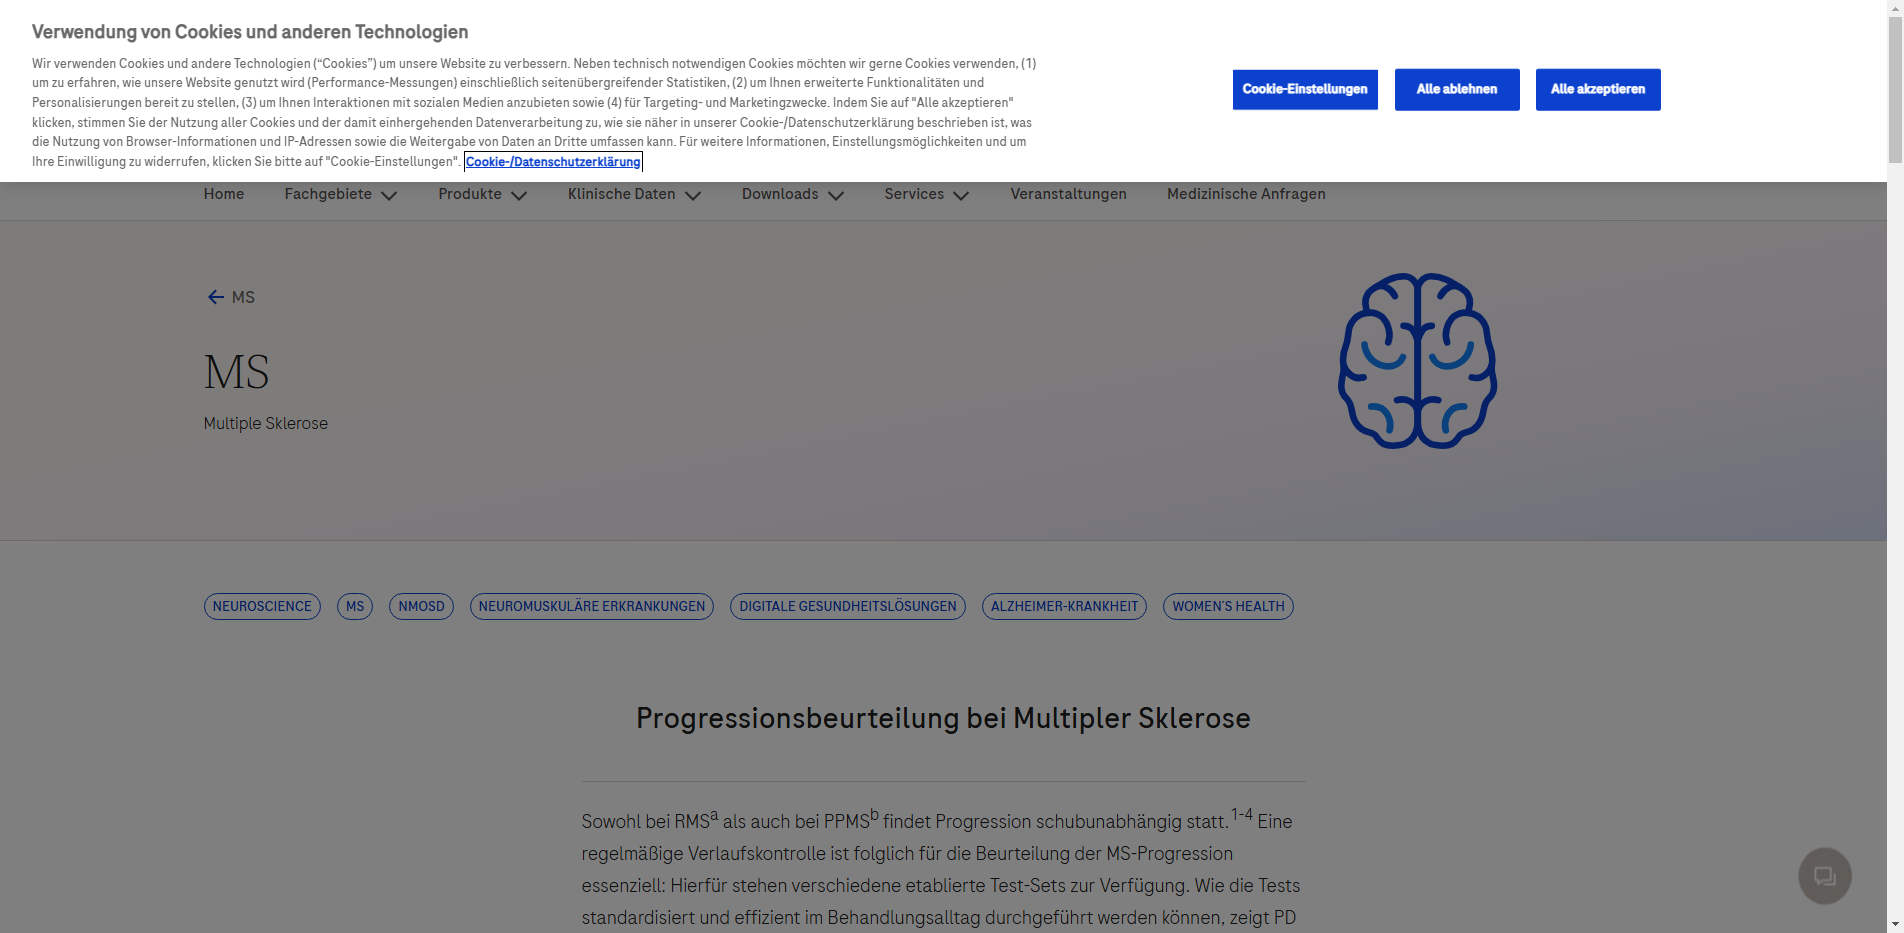 Verwendung von Cookies und anderen Technologien
Wir verwenden Cookies und andere Technologien (“Cookies”) um unsere Website zu verbessern. Neben technisch notwendigen Cookies möchten wir gerne Cookies verwenden, (1)
um zu erfahren, wie unsere Website genutzt wird (Performance-Messungen) einschließlich seitenübergreifender Statistiken, (2) um Ihnen erweiterte Funktionalitäten und
Personalisierungen bereit zu stellen, (3) um Ihnen Interaktionen mit sozialen Medien anzubieten sowie (4) für Targeting- und Marketingzwecke. Indem Sie auf "Alle akzeptieren"
klicken, stimmen Sie der Nutzung aller Cookies und der damit einhergehenden Datenverarbeitung zu, wie sie näher in unserer Cookie-/Datenschutzerklärung beschrieben ist, was
die Nutzung von Browser-Informationen und IP-Adressen sowie die Weitergabe von Daten an Dritte umfassen kann. Für weitere Informationen, Einstellungsmöglichkeiten und um
Ihre Einwilligung zu widerrufen, klicken Sie bitte auf "Cookie-Einstellungen". Cookie-/Datenschutzerklärung
Cookie-Einstellungen Alle ablehnen Alle akzeptieren
Home Fachgebiete Produkte Klinische Daten Downloads Services Veranstaltungen Medizinische Anfragen
MS
MS
Multiple Sklerose
NEUROSCIENCE MS NMOSD NEUROMUSKULÄRE ERKRANKUNGEN DIGITALE GESUNDHEITSLÖSUNGEN ALZHEIMER-KRANKHEIT WOMEN´S HEALTH
Progressionsbeurteilung bei Multipler Sklerose
Sowohl bei RMSa als auch bei PPMSb findet Progression schubunabhängig statt.1-4 Eine
regelmäßige Verlaufskontrolle ist folglich für die Beurteilung der MS-Progression
essenziell: Hierfür stehen verschiedene etablierte Test-Sets zur Verfügung. Wie die Tests
standardisiert und effizient im Behandlungsalltag durchgeführt werden können, zeigt PD